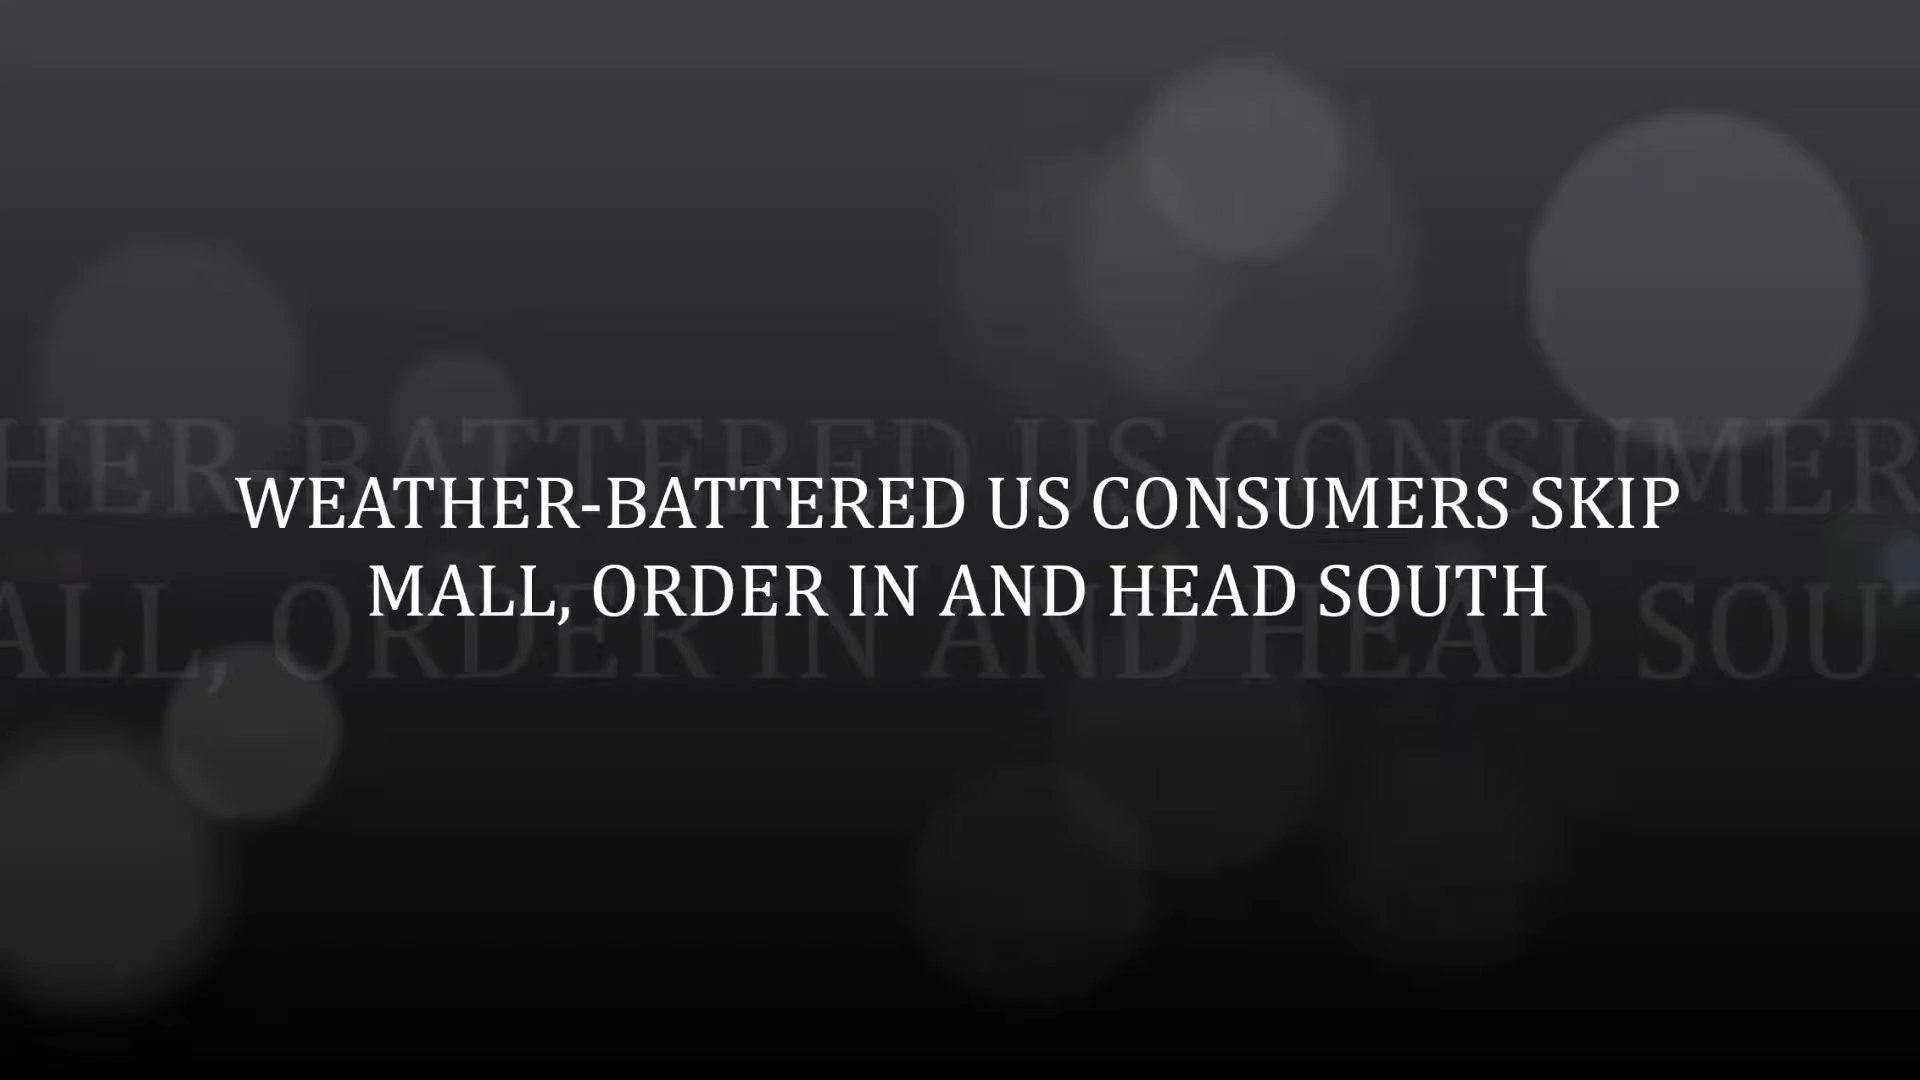 WEATHER-BATTERED US CONSUMERS SKIP
MALL, ORDER IN AND HEAD SOUTH